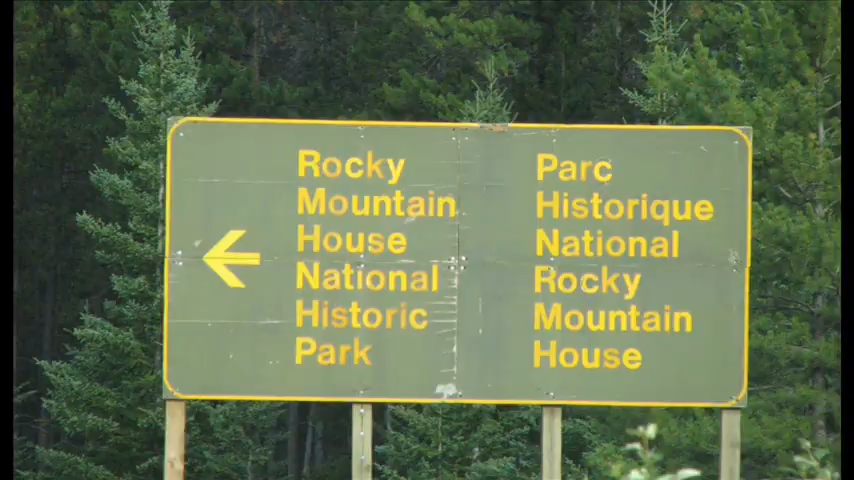 Rocky
Mountain
House
National
Historic
Park
Parc
Historique
National
Rocky
Mountain
House